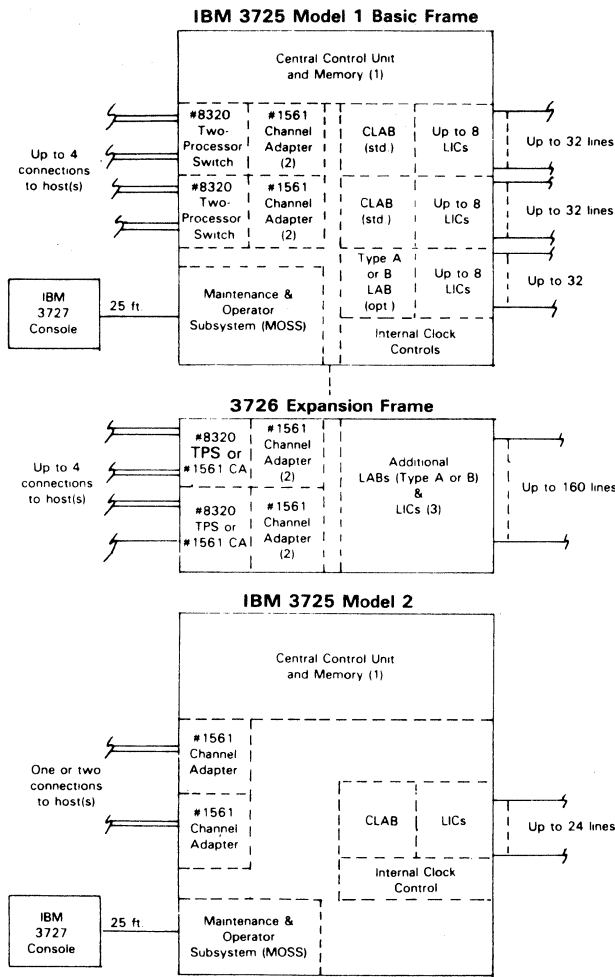 IBM 3725 Model 1 Basic Frame
Central Control Unit
and Memory (1)
Up to 4
connections
to host(s)
#8320
Two-
Processor
Switch
#1561
Channel
Adapter
(2)
CLAB
(std.)
Up to 8
LICs
Up to 32 lines
#8320
Two-
Processor
Switch
#1561
Channel
Adapter
(2)
CLAB
(std.)
Up to 8
LICs
Up to 32 lines
Type A
or B
LAB
(opt.)
Up to 8
LICs
Up to 32
IBM
3727
Console
25 ft.
Maintenance &
Operator
Subsystem (MOSS)
Internal Clock
Controls
3726 Expansion Frame
Up to 4
connections
to host(s)
#8320
TPS or
#1561 CA
#1561
Channel
Adapter
(2)
#8320
TPS or
#1561 CA
#1561
Channel
Adapter
(2)
Additional
LABs (Type A or B)
&
LICs (3)
Up to 160 lines
IBM 3725 Model 2
Central Control Unit
and Memory (1)
One or two
connections
to host(s)
#1561
Channel
Adapter
#1561
Channel
Adapter
CLAB
LICs
Up to 24 lines
Internal Clock
Control
IBM
3727
Console
25 ft.
Maintenance &
Operator
Subsystem (MOSS)